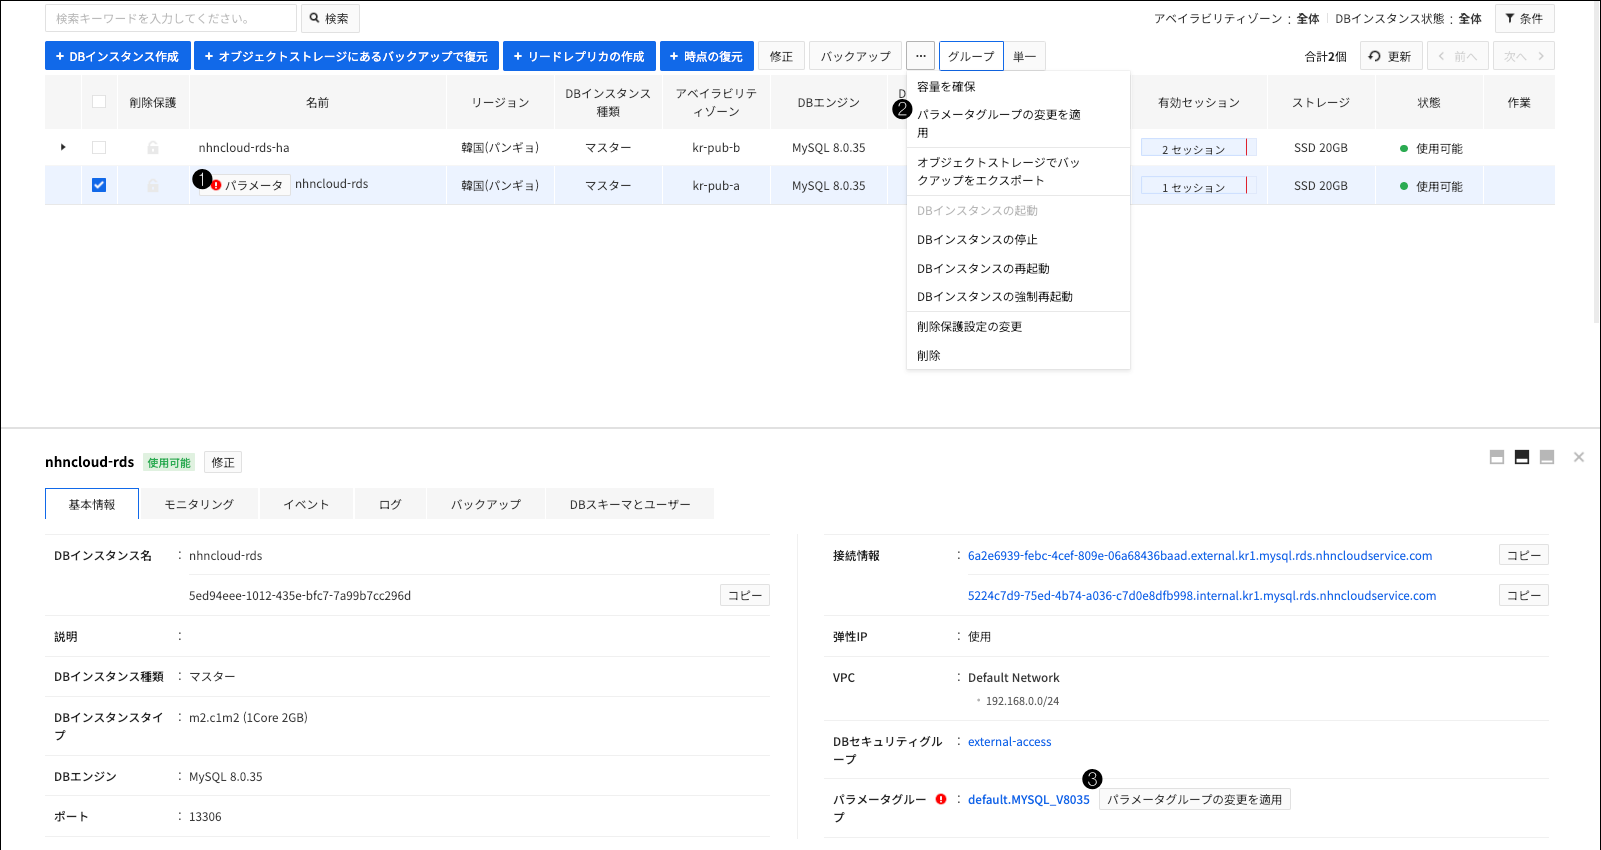 検索キーワードを入力してください。
検索
アベイラビリティゾーン : 全体
DBインスタンス状態 : 全体
条件
+ DBインスタンス作成
+ オブジェクトストレージにあるバックアップで復元
+ リードレプリカの作成
+ 時点の復元
修正
バックアップ
···
グループ
単一
合計2個
更新
< 前へ
次へ >
削除保護
名前
リージョン
DBインスタンス
種類
アベイラビリテ
ィゾーン
DBエンジン
D
有効セッション
ストレージ
状態
作業
nhncloud-rds-ha
韓国(パンギョ)
マスター
kr-pub-b
MySQL 8.0.35
2 セッション
SSD 20GB
使用可能
1
パラメータ
nhncloud-rds
韓国(パンギョ)
マスター
kr-pub-a
MySQL 8.0.35
1 セッション
SSD 20GB
使用可能
容量を確保
2
パラメータグループの変更を適
用
オブジェクトストレージでバッ
クアップをエクスポート
DBインスタンスの起動
DBインスタンスの停止
DBインスタンスの再起動
DBインスタンスの強制再起動
削除保護設定の変更
削除
nhncloud-rds
使用可能
修正
基本情報
モニタリング
イベント
ログ
バックアップ
DBスキーマとユーザー
DBインスタンス名 : nhncloud-rds
5ed94eee-1012-435e-bfc7-7a99b7cc296d
コピー
説明 :
DBインスタンス種類 : マスター
DBインスタンスタイ
プ
: m2.c1m2 (1Core 2GB)
DBエンジン : MySQL 8.0.35
ポート : 13306
接続情報 : 6a2e6939-febc-4cef-809e-06a68436baad.external.kr1.mysql.rds.nhncloudservice.com
コピー
5224c7d9-75ed-4b74-a036-c7d0e8dfb998.internal.kr1.mysql.rds.nhncloudservice.com
コピー
弾性IP : 使用
VPC : Default Network
・192.168.0.0/24
DBセキュリティグル
ープ
: external-access
パラメータグルー
プ
: default.MYSQL_V8035
3
パラメータグループの変更を適用